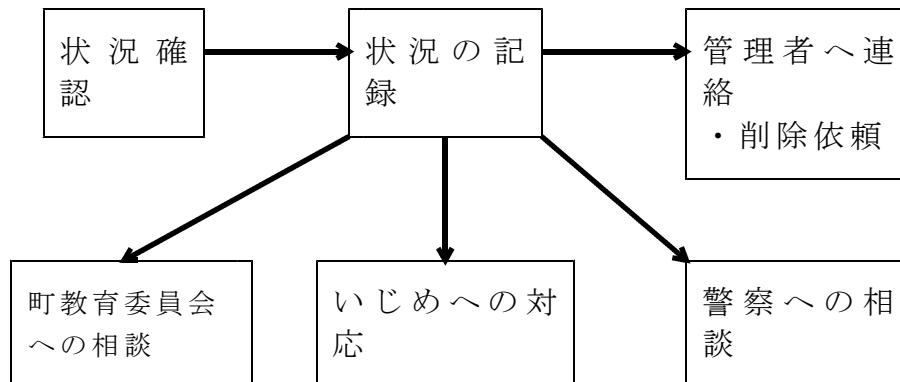 状況確
認
状況の記
録
管理者へ連
絡
・削除依頼
町教育委員会
への相談
いじめへの対
応
警察への相
談